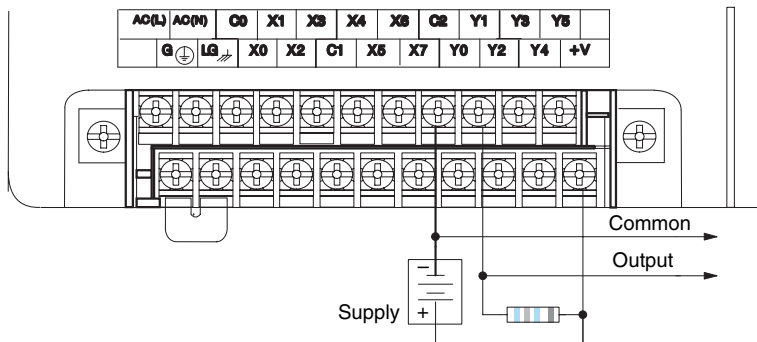 AC(L) AC(N) C0 X1 X3 X4 X6 C2 Y1 Y3 Y5
G LG X0 X2 C1 X5 X7 Y0 Y2 Y4 +V
Common
Output
Supply
−
+